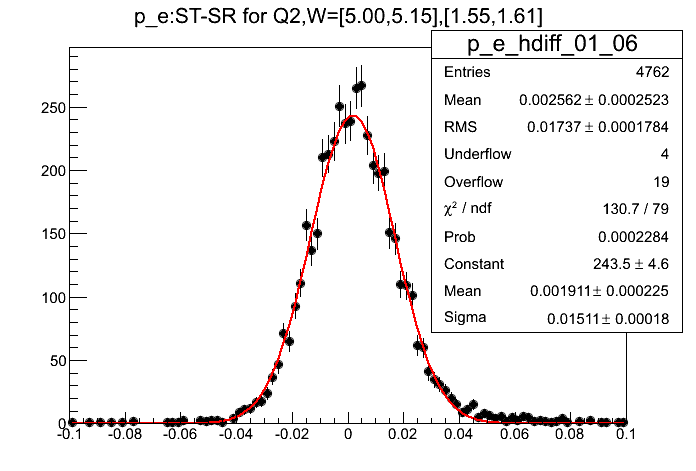 p_e:ST-SR for Q2,W=[5.00,5.15],[1.55,1.61]
p_e_hdiff_01_06
Entries 4762
Mean 0.002562 ± 0.0002523
RMS 0.01737 ± 0.0001784
Underflow 4
Overflow 19
χ² / ndf 130.7 / 79
Prob 0.0002284
Constant 243.5 ± 4.6
Mean 0.001911 ± 0.000225
Sigma 0.01511 ± 0.00018
250
200
150
100
50
0
-0.1 -0.08 -0.06 -0.04 -0.02 0 0.02 0.04 0.06 0.08 0.1